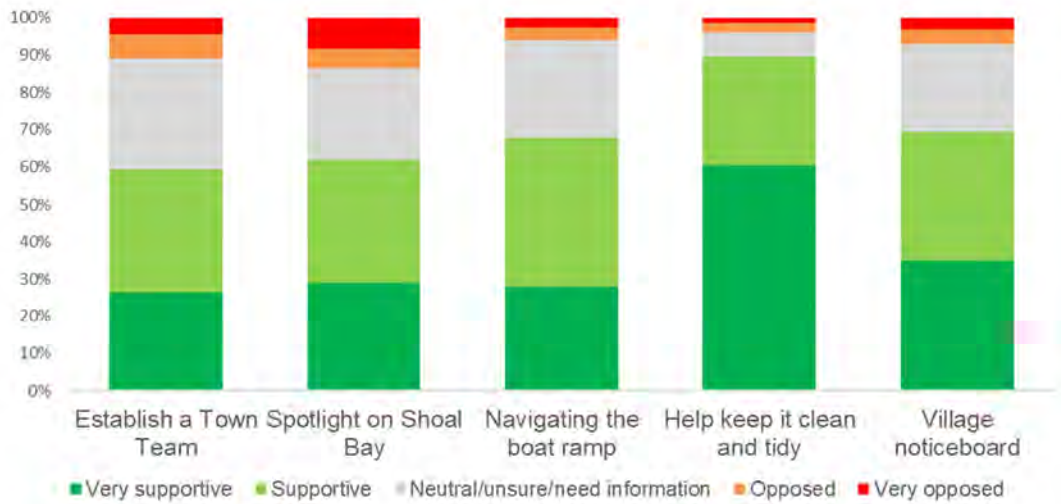 100%
90%
80%
70%
60%
50%
40%
30%
20%
10%
0%
Establish a Town Team
Spotlight on Shoal Bay
Navigating the boat ramp
Help keep it clean and tidy
Village noticeboard
Very supportive
Supportive
Neutral/unsure/need information
Opposed
Very opposed